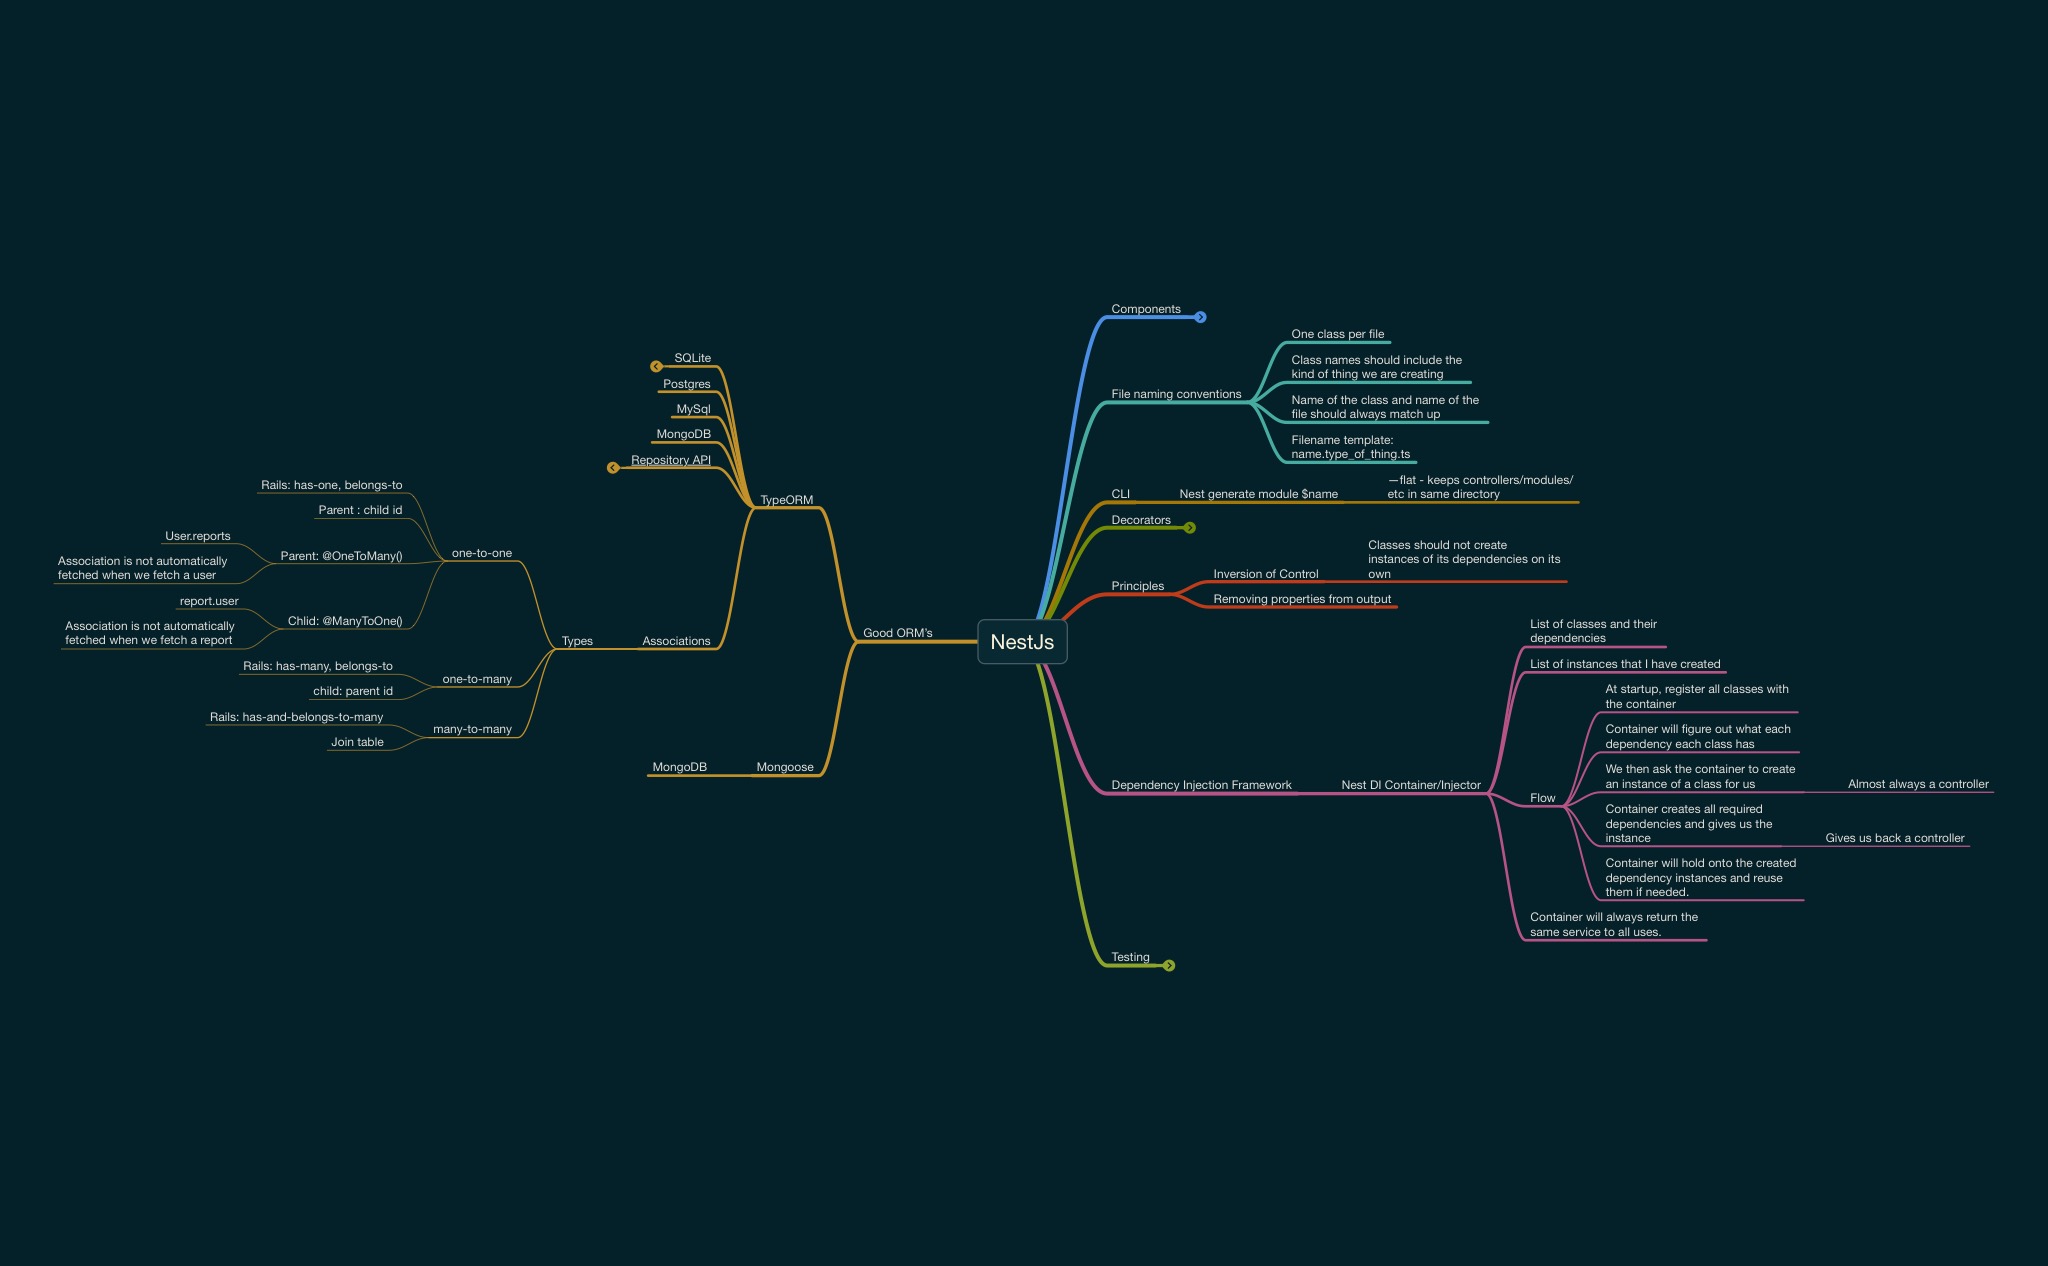 NestJs
Components
File naming conventions
One class per file
Class names should include the
kind of thing we are creating
Name of the class and name of the
file should always match up
Filename template:
name.type_of_thing.ts
CLI
Nest generate module $name
—flat - keeps controllers/modules/
etc in same directory
Decorators
Principles
Inversion of Control
Classes should not create
instances of its dependencies on its
own
Removing properties from output
Dependency Injection Framework
Nest DI Container/Injector
List of classes and their
dependencies
List of instances that I have created
Flow
At startup, register all classes with
the container
Container will figure out what each
dependency each class has
We then ask the container to create
an instance of a class for us
Almost always a controller
Container creates all required
dependencies and gives us the
instance
Gives us back a controller
Container will hold onto the created
dependency instances and reuse
them if needed.
Container will always return the
same service to all uses.
Testing
Good ORM's
TypeORM
SQLite
Postgres
MySql
MongoDB
Repository API
Associations
Types
one-to-one
Rails: has-one, belongs-to
Parent : child id
Parent: @OneToMany()
User.reports
Association is not automatically
fetched when we fetch a user
Chlid: @ManyToOne()
report.user
Association is not automatically
fetched when we fetch a report
one-to-many
Rails: has-many, belongs-to
child: parent id
many-to-many
Rails: has-and-belongs-to-many
Join table
Mongoose
MongoDB